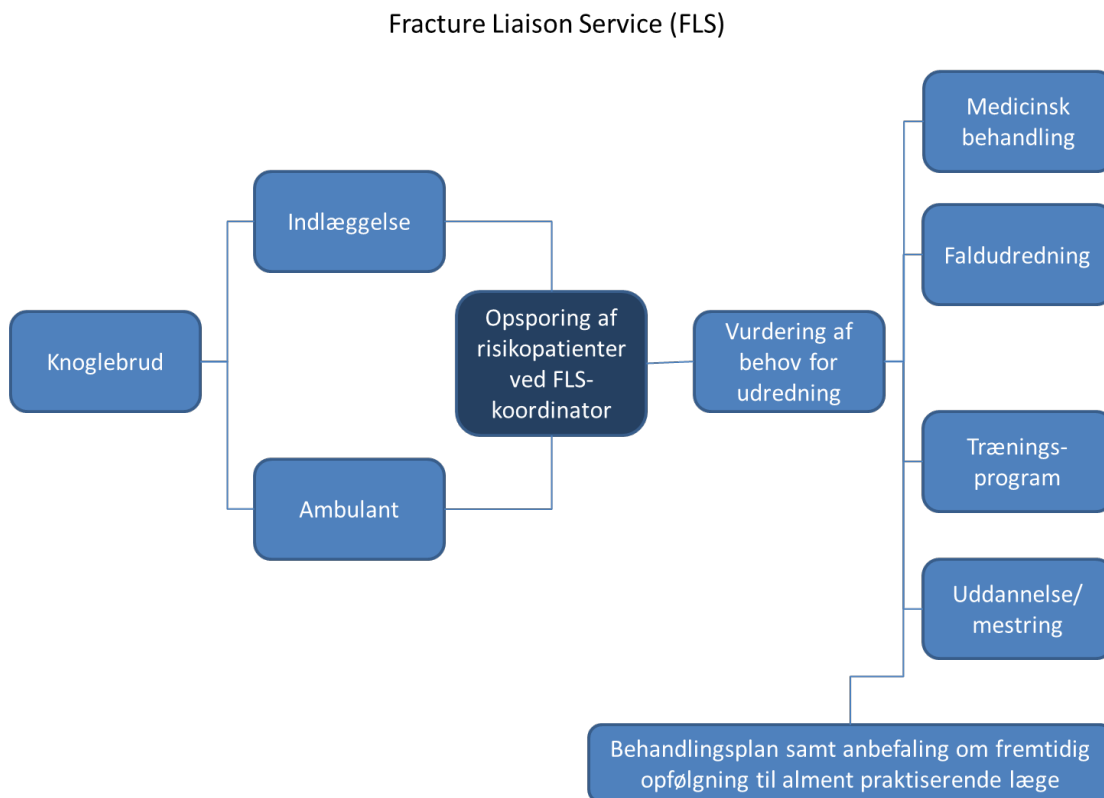 Fracture Liaison Service (FLS)
Knoglebrud
Indlæggelse
Ambulant
Opsporing af
risikopatienter
ved FLS-
koordinator
Vurdering af
behov for
udredning
Medicinsk
behandling
Faldudredning
Trænings-
program
Uddannelse/
mestring
Behandlingsplan samt anbefaling om fremtidig
opfølgning til alment praktiserende læge